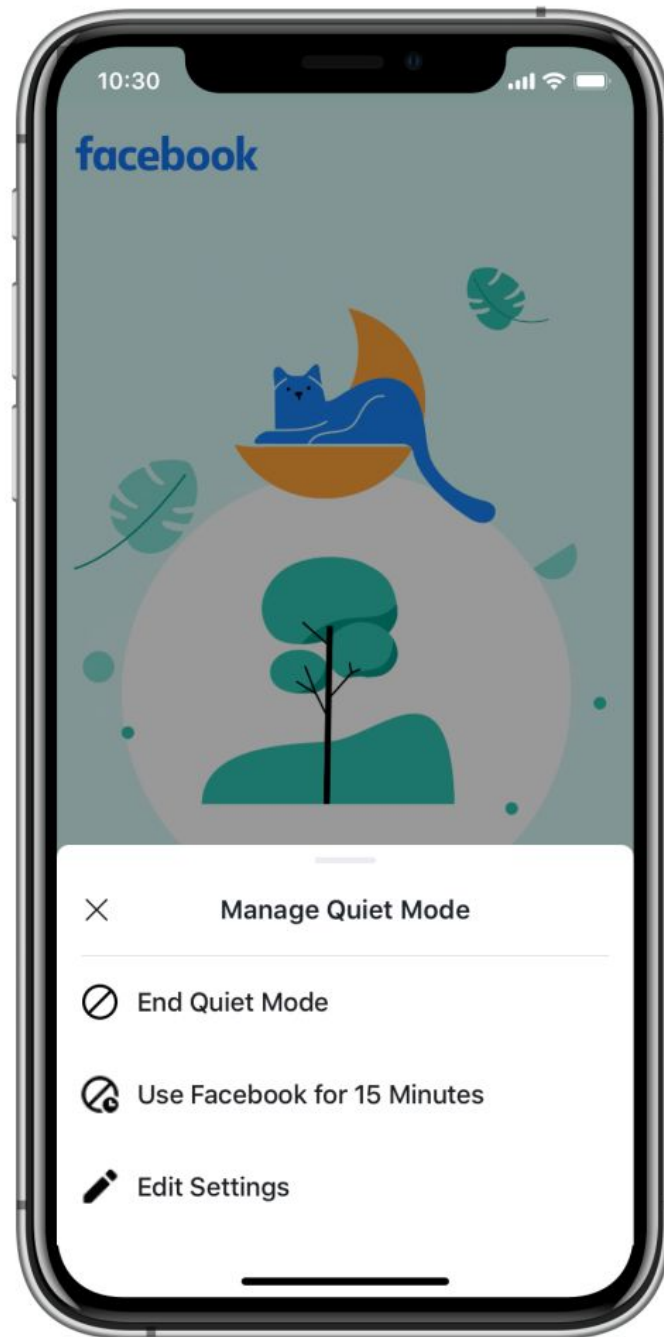 10:30
facebook
Manage Quiet Mode
End Quiet Mode
Use Facebook for 15 Minutes
Edit Settings